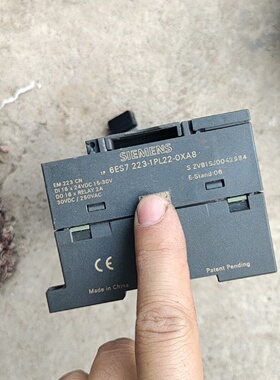 SIEMENS
EM 223 CN
DI 16 x 24VDC 15-30V
DO 16 x RELAY 2A
30VDC / 250VAC
1P 6ES7 223-1PL22-0XA8
S ZVB1SJ0042984
E-Stand: 08
CE
Made in China
Patent Pending